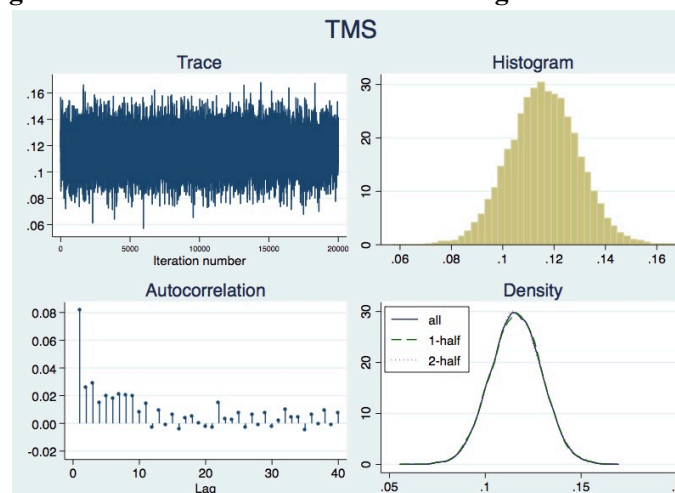 TMS
Trace
.16
.14
.12
.1
.08
.06
0 5000 10000 15000 20000
Iteration number
Histogram
30
20
10
0
.06 .08 .1 .12 .14 .16
Autocorrelation
0.08
0.06
0.04
0.02
0.00
-0.02
0 10 20 30 40
Lag
Density
all
1-half
2-half
30
20
10
0
.05 .1 .15